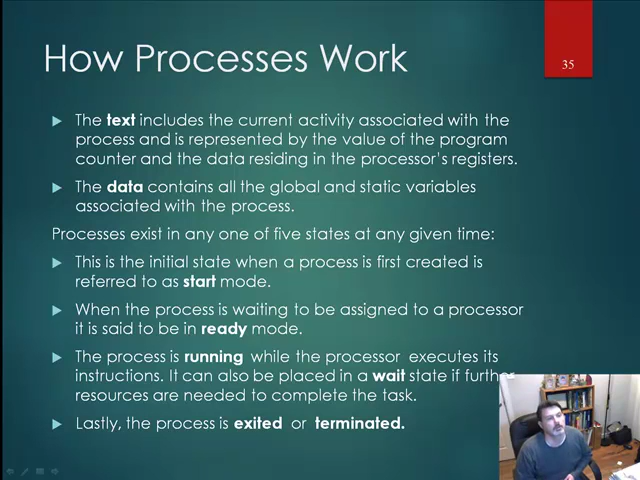 How Processes Work
35
The text includes the current activity associated with the
process and is represented by the value of the program
counter and the data residing in the processor's registers.
The data contains all the global and static variables
associated with the process.
Processes exist in any one of five states at any given time:
This is the initial state when a process is first created is
referred to as start mode.
When the process is waiting to be assigned to a processor
it is said to be in ready mode.
The process is running while the processor executes its
instructions. It can also be placed in a wait state if further
resources are needed to complete the task.
Lastly, the process is exited or terminated.